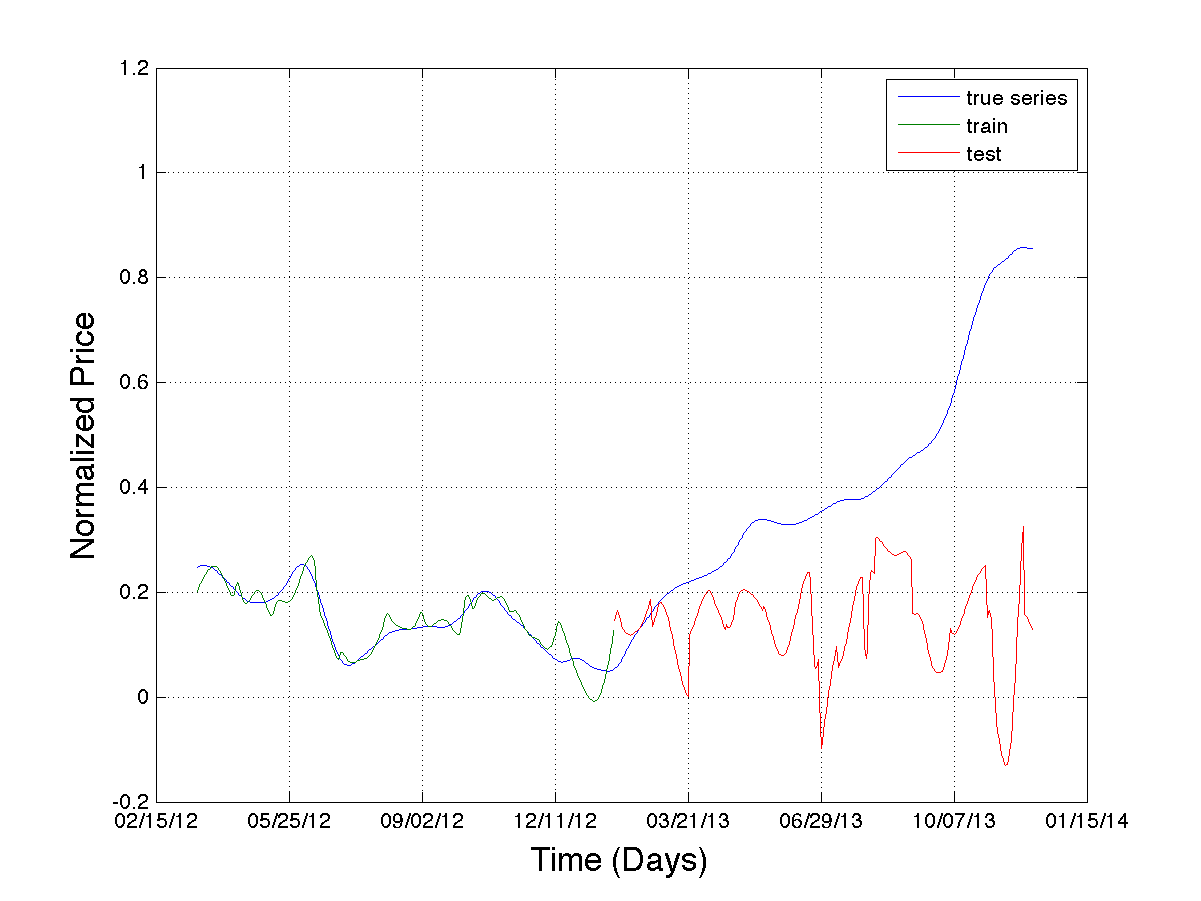 1.2
1
0.8
0.6
0.4
0.2
0
-0.2
Normalized Price
true series
train
test
02/15/12 05/25/12 09/02/12 12/11/12 03/21/13 06/29/13 10/07/13 01/15/14
Time (Days)